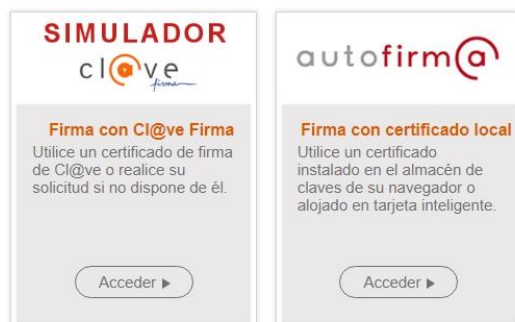 SIMULADOR
cl@ve
firma
Firma con Cl@ve Firma
Utilice un certificado de firma
de Cl@ve o realice su
solicitud si no dispone de él.
Acceder
autofirm@
Firma con certificado local
Utilice un certificado
instalado en el almacén de
claves de su navegador o
alojado en tarjeta inteligente.
Acceder